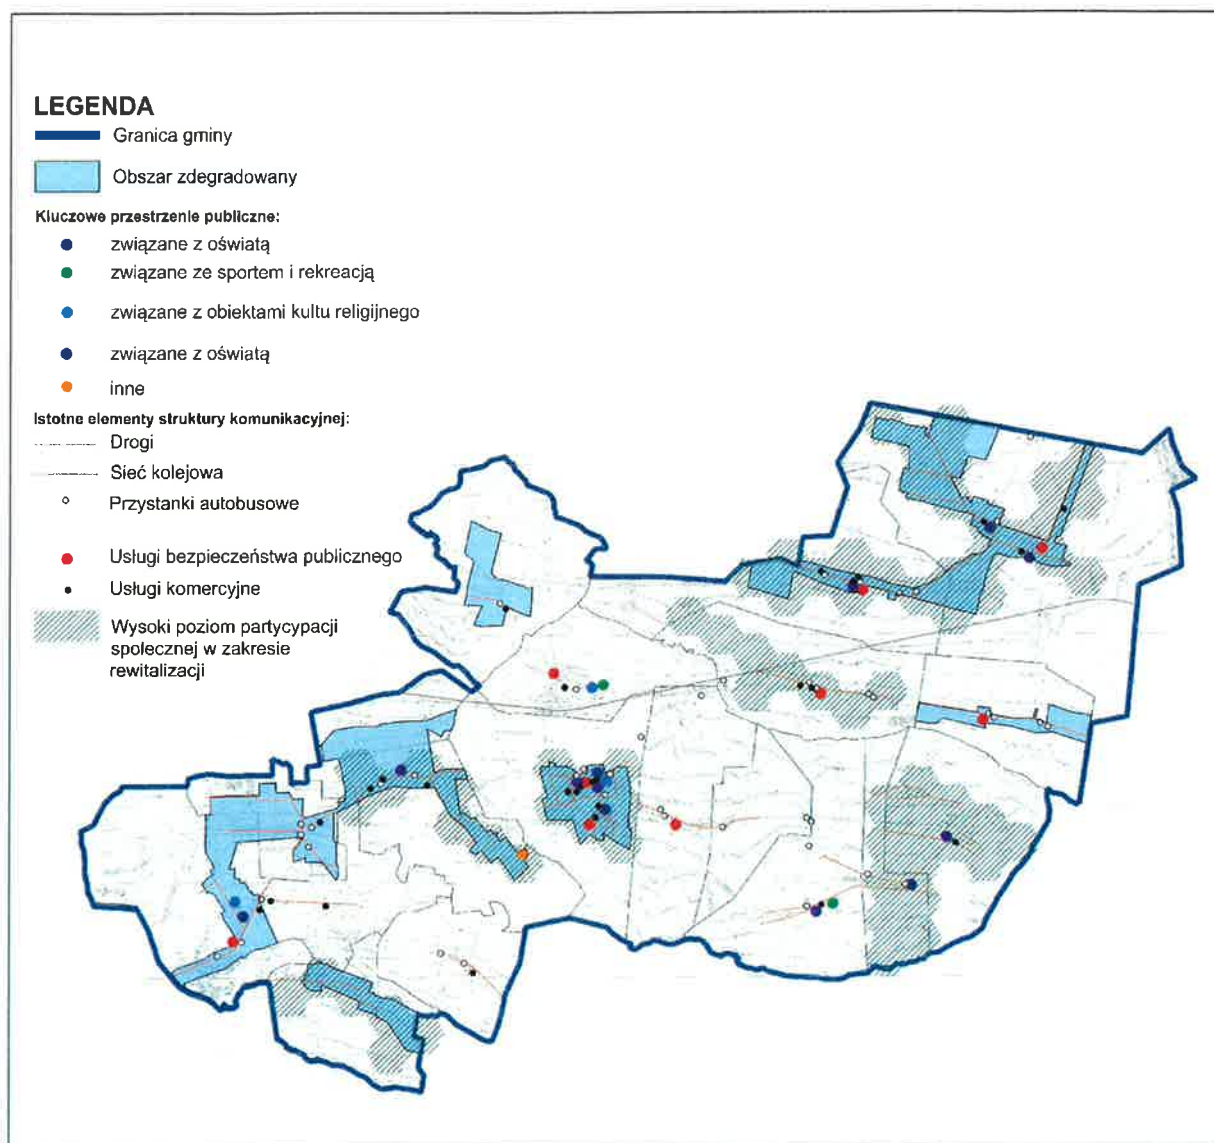 LEGENDA
Granica gminy
Obszar zdegradowany
Kluczowe przestrzenie publiczne:
związane z oświatą
związane ze sportem i rekreacją
związane z obiektami kultu religijnego
związane z oświatą
inne
Istotne elementy struktury komunikacyjnej:
Drogi
Sieć kolejowa
Przystanki autobusowe
Usługi bezpieczeństwa publicznego
Usługi komercyjne
Wysoki poziom partycypacji
społecznej w zakresie
rewitalizacji